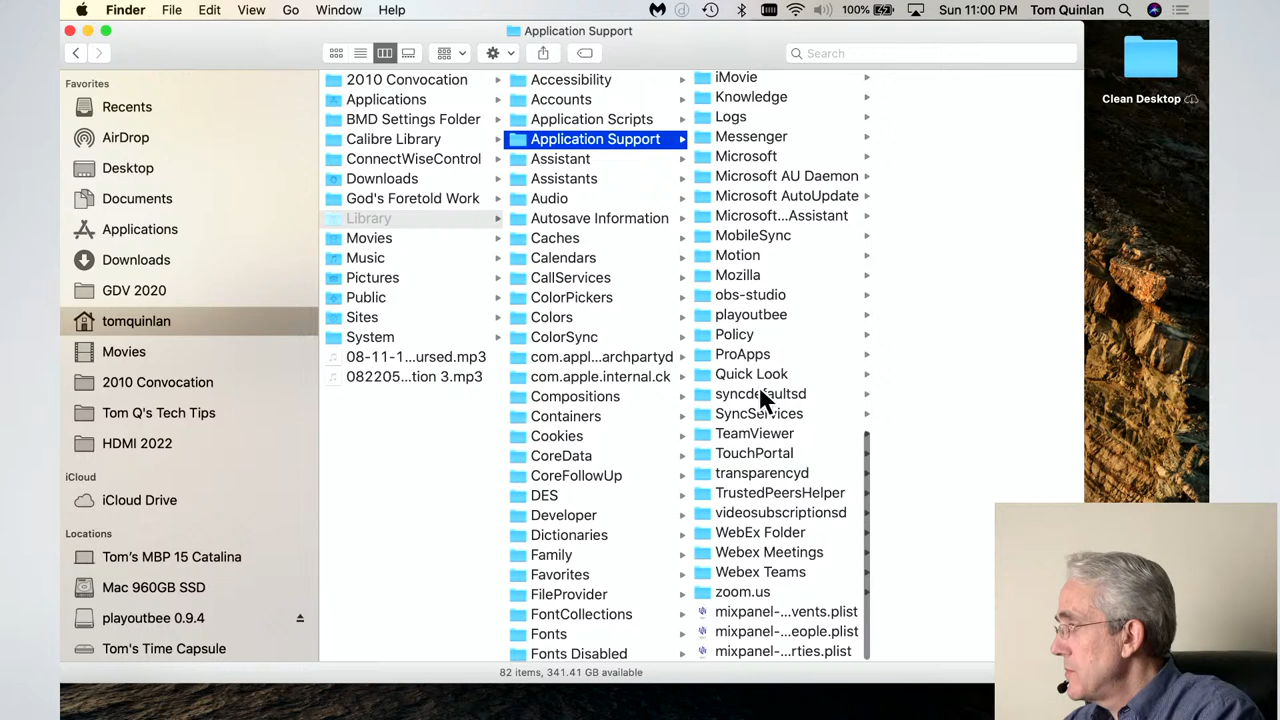 Finder File Edit View Go Window Help 100% Sun 11:00 PM Tom Quinlan
Application Support
Search
Favorites
Recents
AirDrop
Desktop
Documents
Applications
Downloads
GDV 2020
tomquinlan
Movies
2010 Convocation
Tom Q's Tech Tips
HDMI 2022
iCloud
iCloud Drive
Locations
Tom's MBP 15 Catalina
Mac 960GB SSD
playoutbee 0.9.4
Tom's Time Capsule
2010 Convocation
Applications
BMD Settings Folder
Calibre Library
ConnectWiseControl
Downloads
God's Foretold Work
Library
Movies
Music
Pictures
Public
Sites
System
08-11-1...ursed.mp3
082205...tion 3.mp3
Accessibility
Accounts
Application Scripts
Application Support
Assistant
Assistants
Audio
Autosave Information
Caches
Calendars
CallServices
ColorPickers
Colors
ColorSync
com.appl...archpartyd
com.apple.internal.ck
Compositions
Containers
Cookies
CoreData
CoreFollowUp
DES
Developer
Dictionaries
Family
Favorites
FileProvider
FontCollections
Fonts
Fonts Disabled
iMovie
Knowledge
Logs
Messenger
Microsoft
Microsoft AU Daemon
Microsoft AutoUpdate
Microsoft...Assistant
MobileSync
Motion
Mozilla
obs-studio
playoutbee
Policy
ProApps
Quick Look
syncdefaultsd
SyncServices
TeamViewer
TouchPortal
transparencyd
TrustedPeersHelper
videosubscriptionsd
WebEx Folder
Webex Meetings
Webex Teams
zoom.us
mixpanel-...vents.plist
mixpanel-...eople.plist
mixpanel-...rties.plist
82 items, 341.41 GB available
Clean Desktop